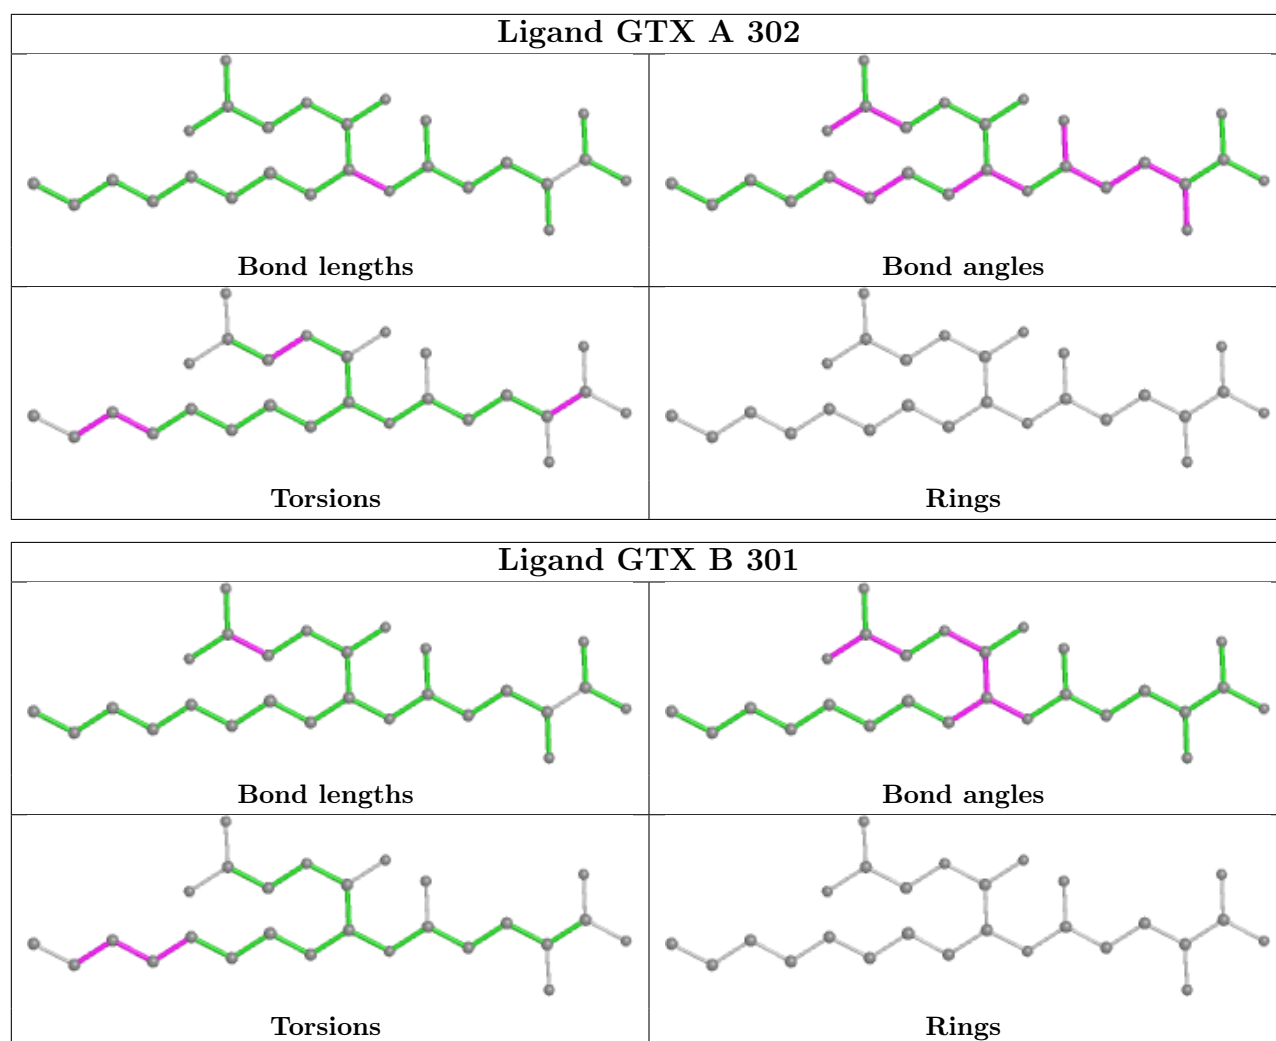 Ligand GTX A 302
Bond lengths
Bond angles
Torsions
Rings
Ligand GTX B 301
Bond lengths
Bond angles
Torsions
Rings